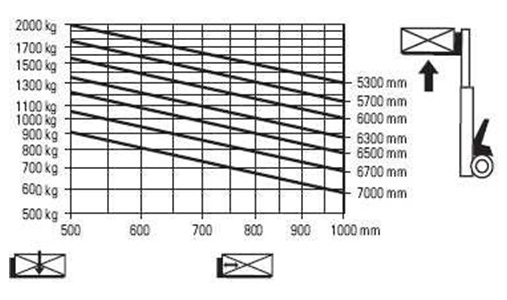 2000 kg
1700 kg
1500 kg
1300 kg
1100 kg
1000 kg
900 kg
800 kg
700 kg
600 kg
500 kg
5300 mm
5700 mm
6000 mm
6300 mm
6500 mm
6700 mm
7000 mm
500 600 700 800 900 1000 mm